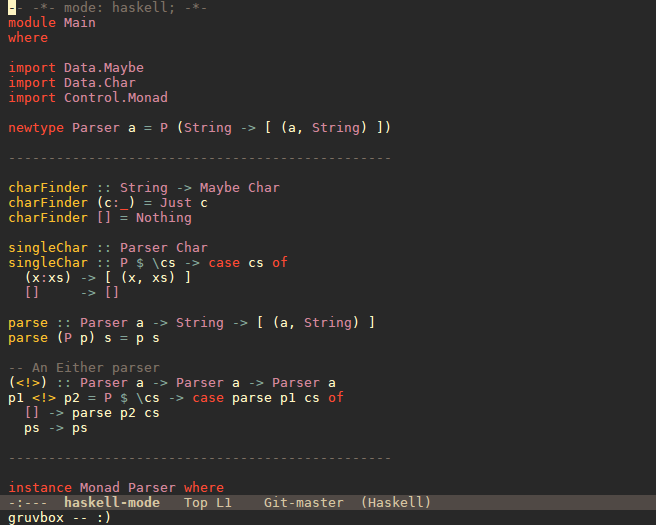 -- -*- mode: haskell; -*-
module Main
where
import Data.Maybe
import Data.Char
import Control.Monad
newtype Parser a = P (String -> [ (a, String) ])
------------------------------------------------
charFinder :: String -> Maybe Char
charFinder (c:_) = Just c
charFinder [] = Nothing
singleChar :: Parser Char
singleChar :: P $ \cs -> case cs of
  (x:xs) -> [ (x, xs) ]
  []     -> []
parse :: Parser a -> String -> [ (a, String) ]
parse (P p) s = p s
-- An Either parser
(<!>) :: Parser a -> Parser a -> Parser a
p1 <!> p2 = P $ \cs -> case parse p1 cs of
  [] -> parse p2 cs
  ps -> ps
------------------------------------------------
instance Monad Parser where
-:---  haskell-mode   Top L1    Git-master  (Haskell)
gruvbox -- :)